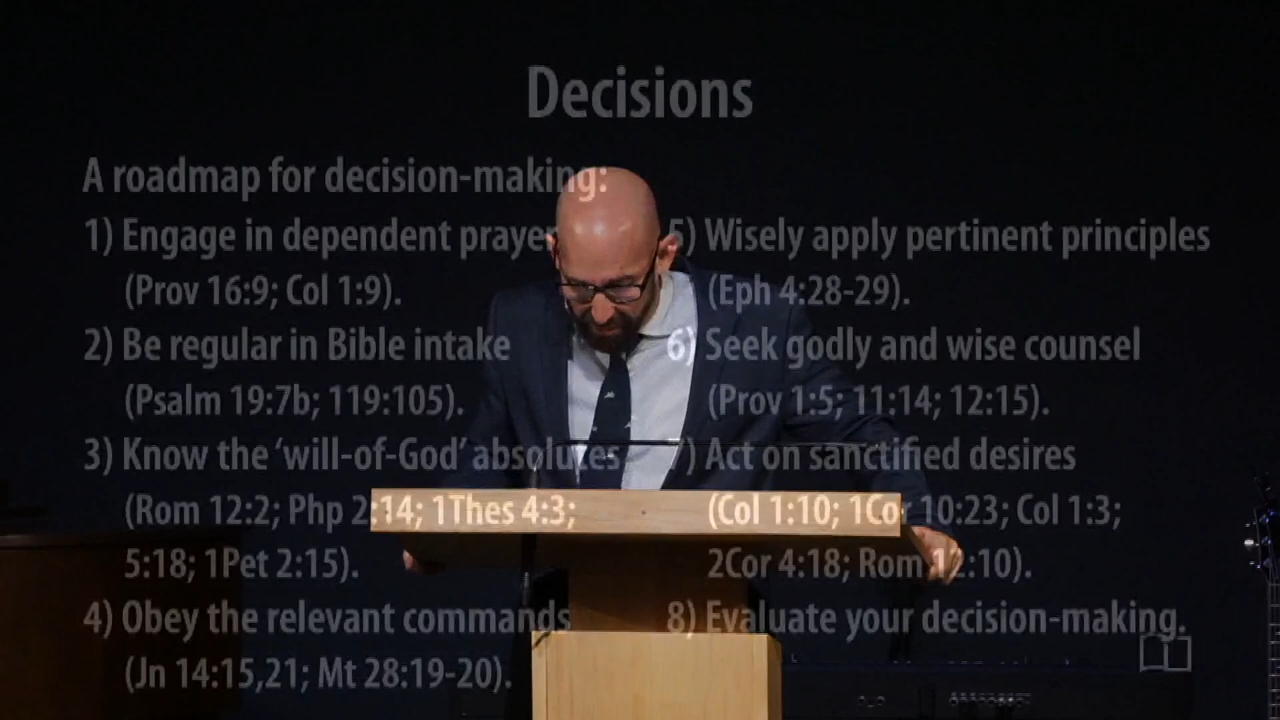 Decisions
A roadmap for decision-making:
1) Engage in dependent prayer
(Prov 16:9; Col 1:9).
2) Be regular in Bible intake
(Psalm 19:7b; 119:105).
3) Know the ‘will-of-God’ absolutes
(Rom 12:2; Php 2:14; 1Thes 4:3;
5:18; 1Pet 2:15).
4) Obey the relevant commands
(Jn 14:15,21; Mt 28:19-20).
5) Wisely apply pertinent principles
(Eph 4:28-29).
6) Seek godly and wise counsel
(Prov 1:5; 11:14; 12:15).
7) Act on sanctified desires
(Col 1:10; 1Cor 10:23; Col 1:3;
2Cor 4:18; Rom 12:10).
8) Evaluate your decision-making.